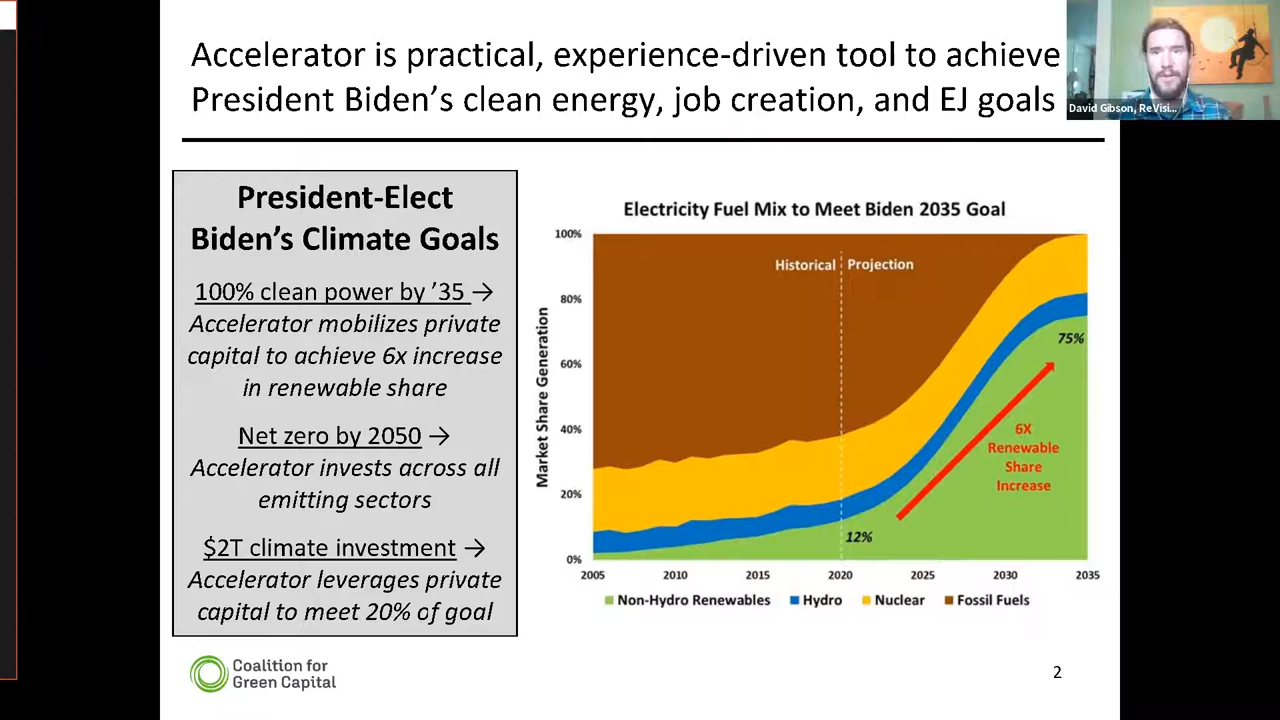 Accelerator is practical, experience-driven tool to achieve
President Biden's clean energy, job creation, and EJ goals
David Gibson, ReVisi...
President-Elect
Biden's Climate Goals
100% clean power by '35 →
Accelerator mobilizes private
capital to achieve 6x increase
in renewable share
Net zero by 2050 →
Accelerator invests across all
emitting sectors
$2T climate investment →
Accelerator leverages private
capital to meet 20% of goal
Electricity Fuel Mix to Meet Biden 2035 Goal
Market Share Generation
100%
80%
60%
40%
20%
0%
Historical
Projection
75%
6X
Renewable
Share
Increase
12%
2005 2010 2015 2020 2025 2030 2035
Non-Hydro Renewables Hydro Nuclear Fossil Fuels
Coalition for
Green Capital
2